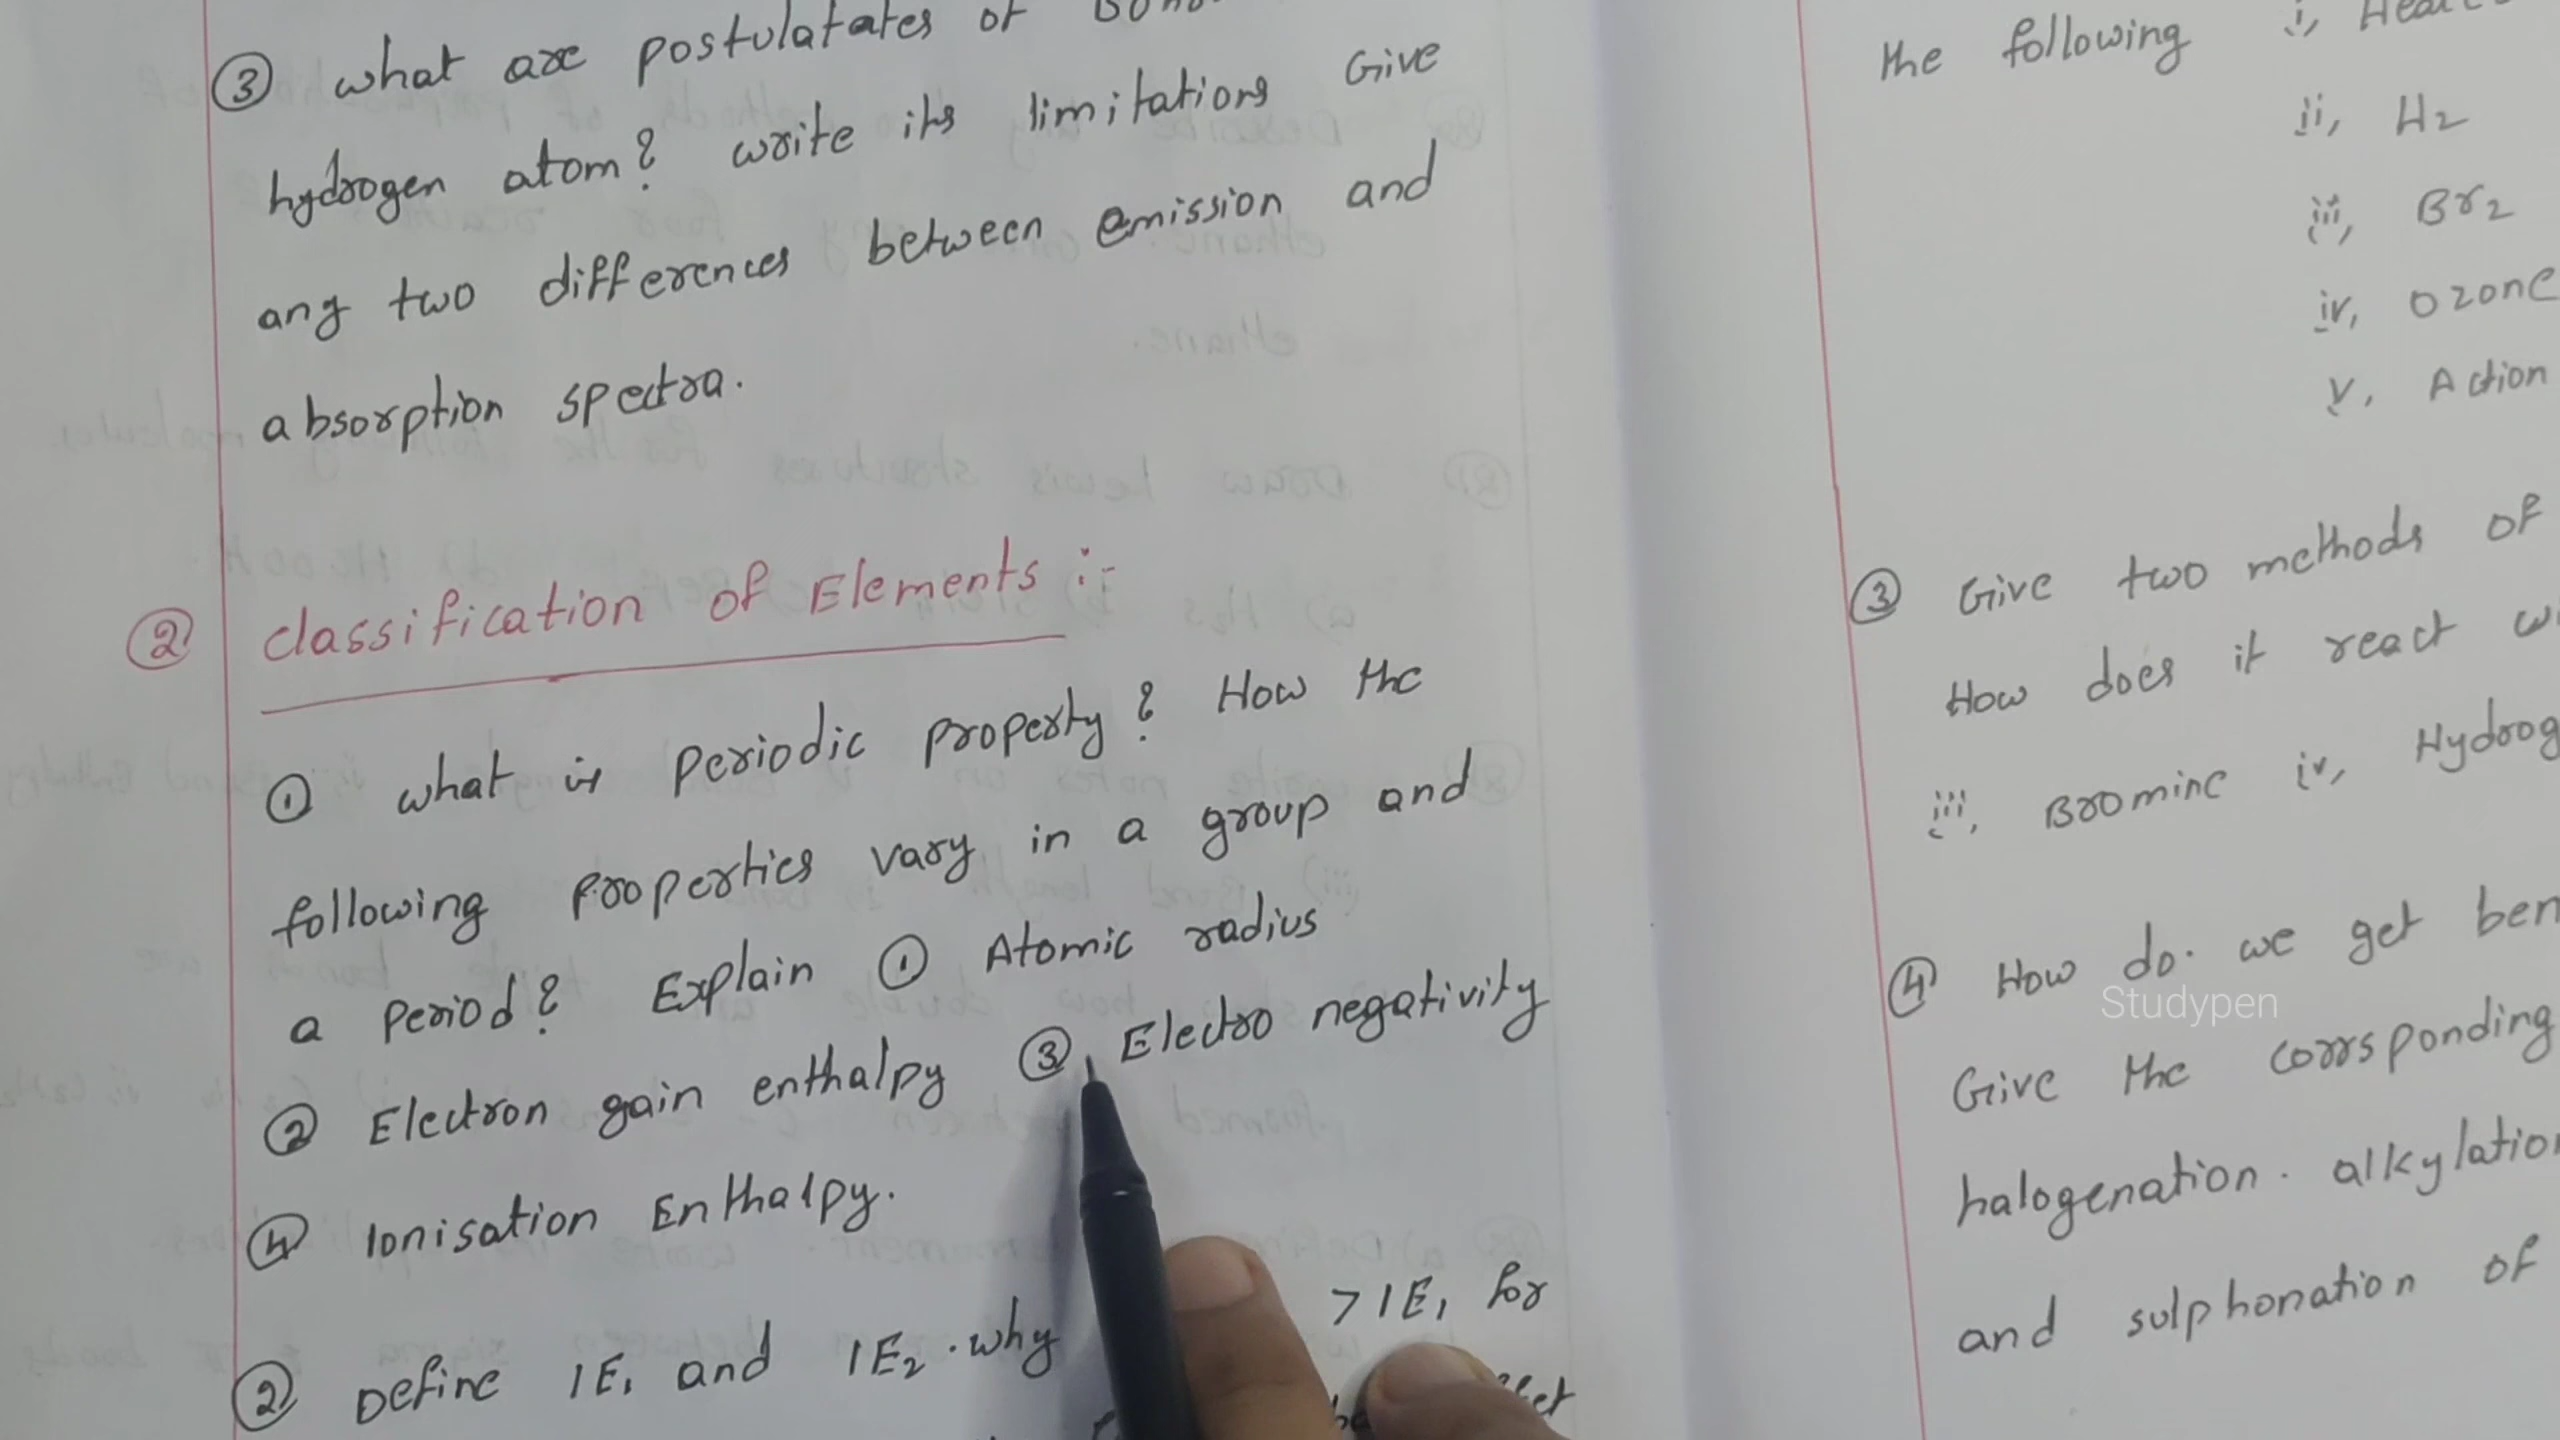 ③ what are postulatates of
hydrogen atom? write its limitations Give
any two differences between emission and
absorption spectra.
② classification of Elements :-
① what is periodic property? How the
following properties vary in a group and
a period? Explain ① Atomic radius
② Electron gain enthalpy ③ Electro negativity
④ Ionisation Enthalpy.
② Define IE₁ and IE₂. why > IE₁ for
the following i,
ii, H₂
iii, Br₂
iv, ozone
v, Action
③ Give two methods of
How does it react
iii, Bromine iv,
④ How do. we get
Give the corrsponding
halogenation. alkylation
and sulphonation of
Studypen